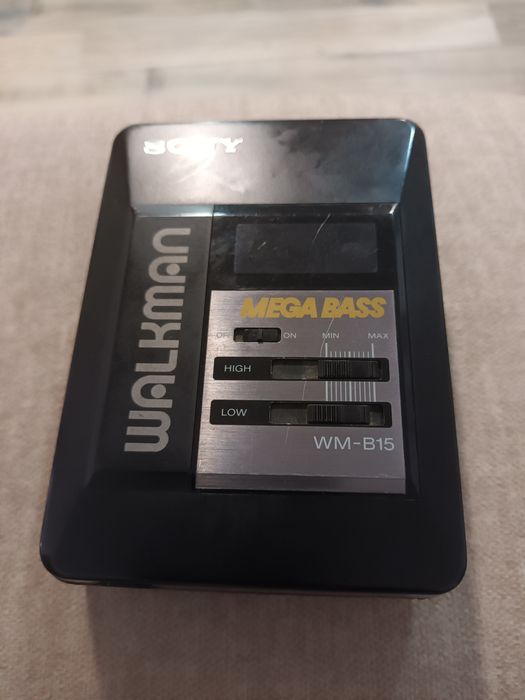 SONY
WALKMAN
MEGA BASS
OFF ON MIN MAX
HIGH
LOW
WM-B15